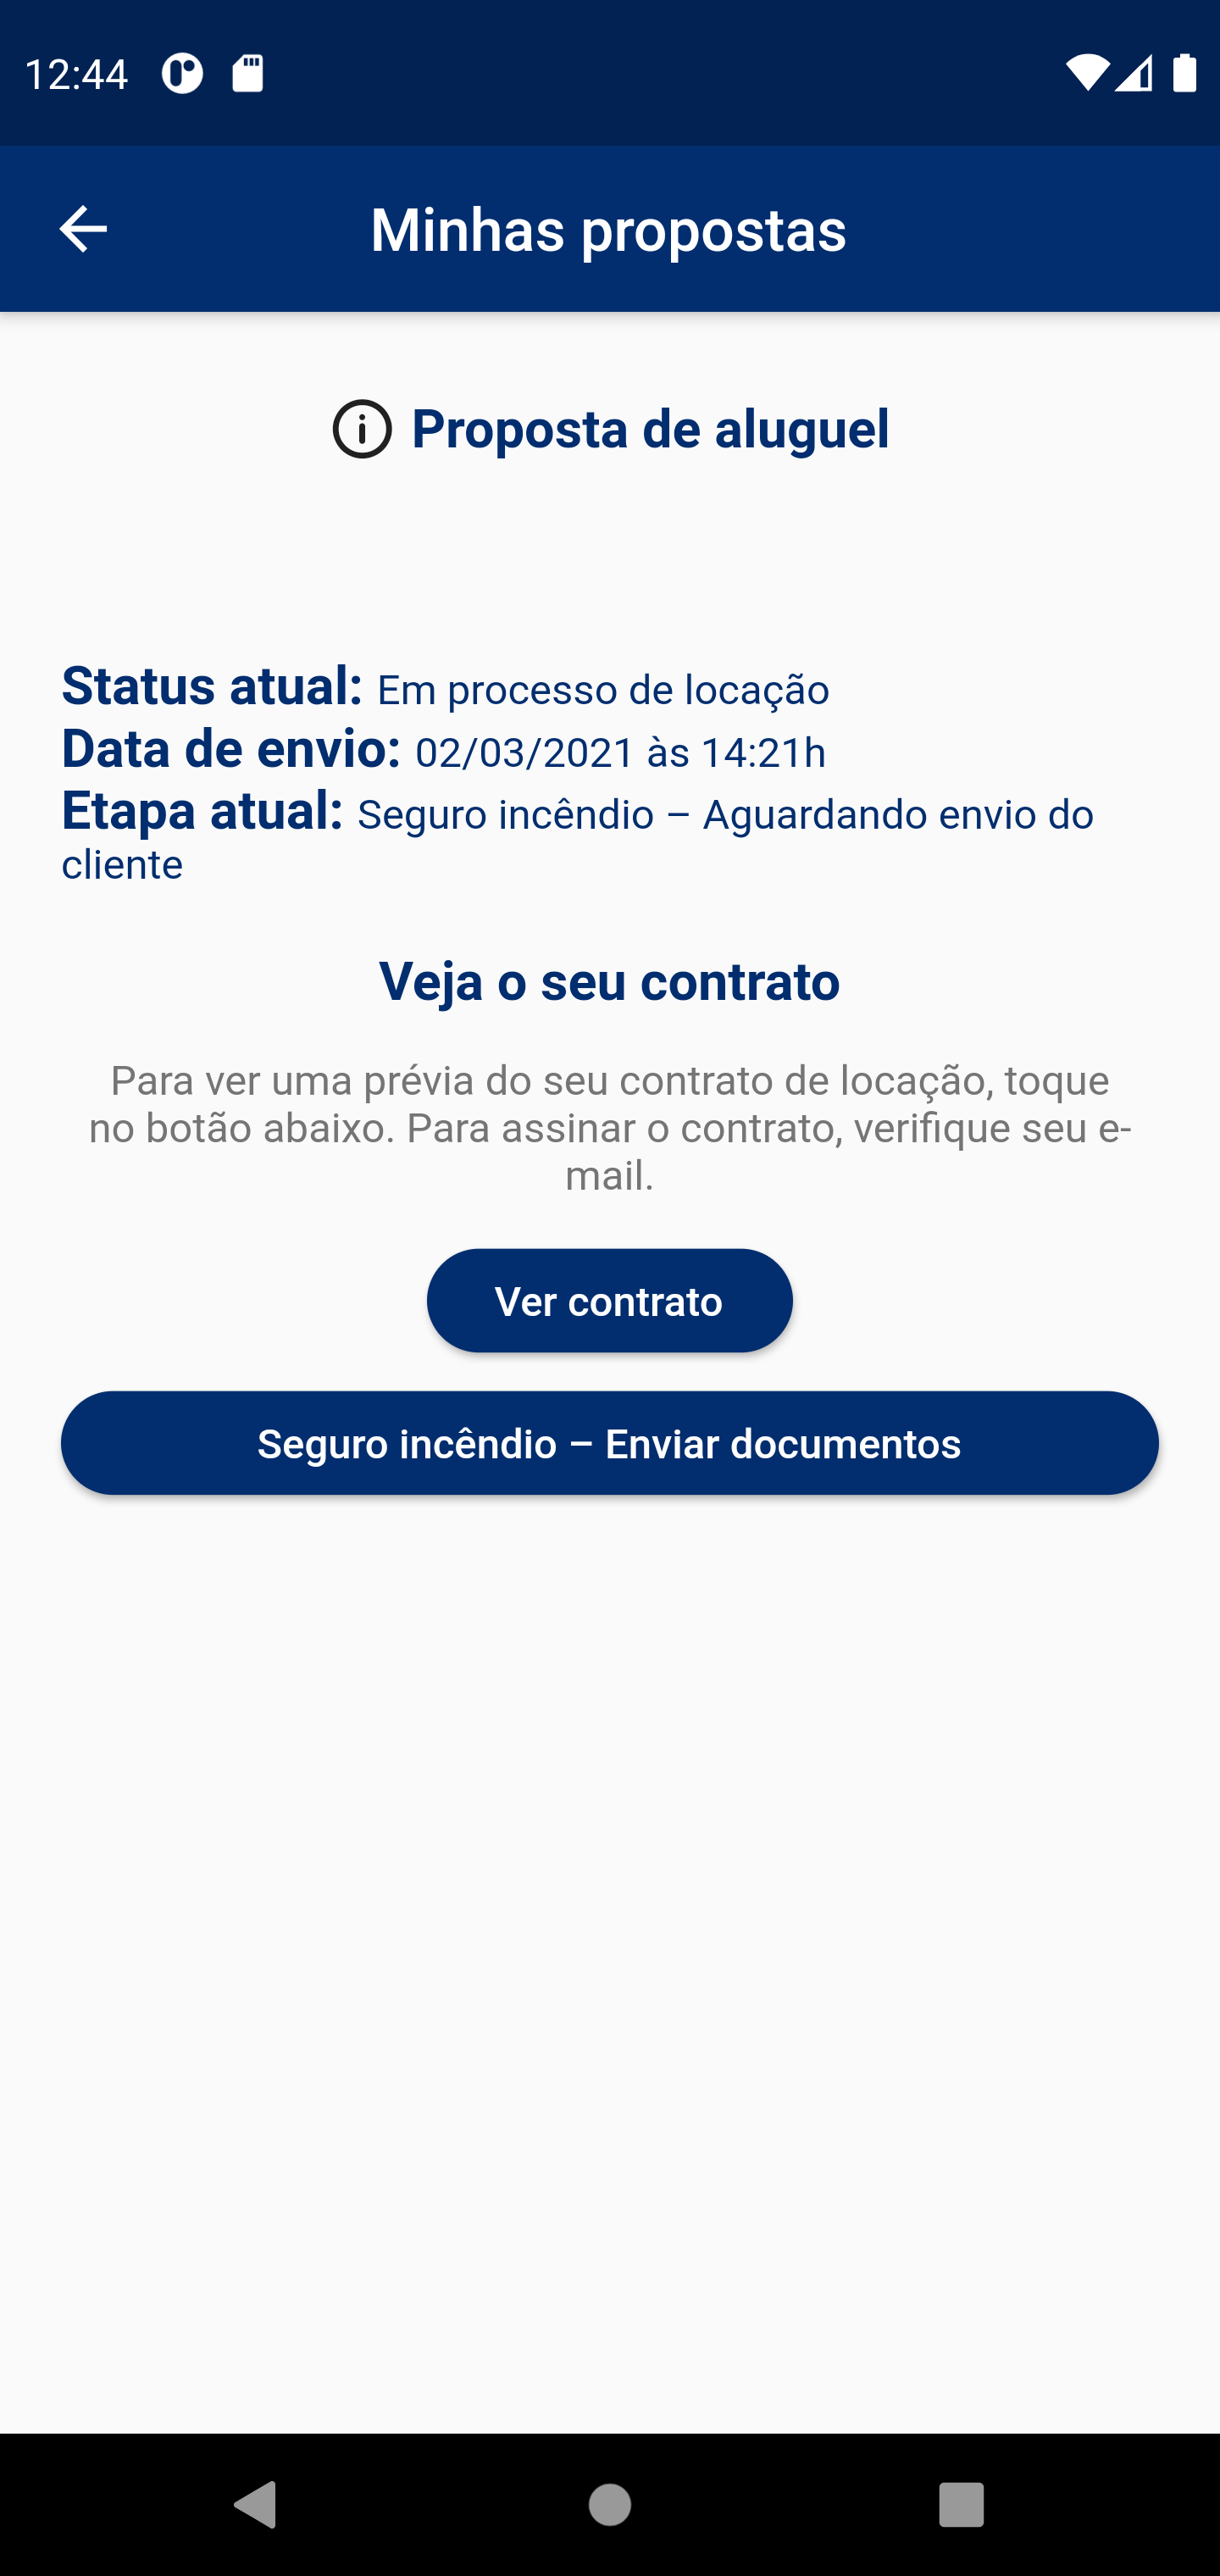 12:44
Minhas propostas
Proposta de aluguel
Status atual: Em processo de locação
Data de envio: 02/03/2021 às 14:21h
Etapa atual: Seguro incêndio – Aguardando envio do
cliente
Veja o seu contrato
Para ver uma prévia do seu contrato de locação, toque
no botão abaixo. Para assinar o contrato, verifique seu e-
mail.
Ver contrato
Seguro incêndio – Enviar documentos